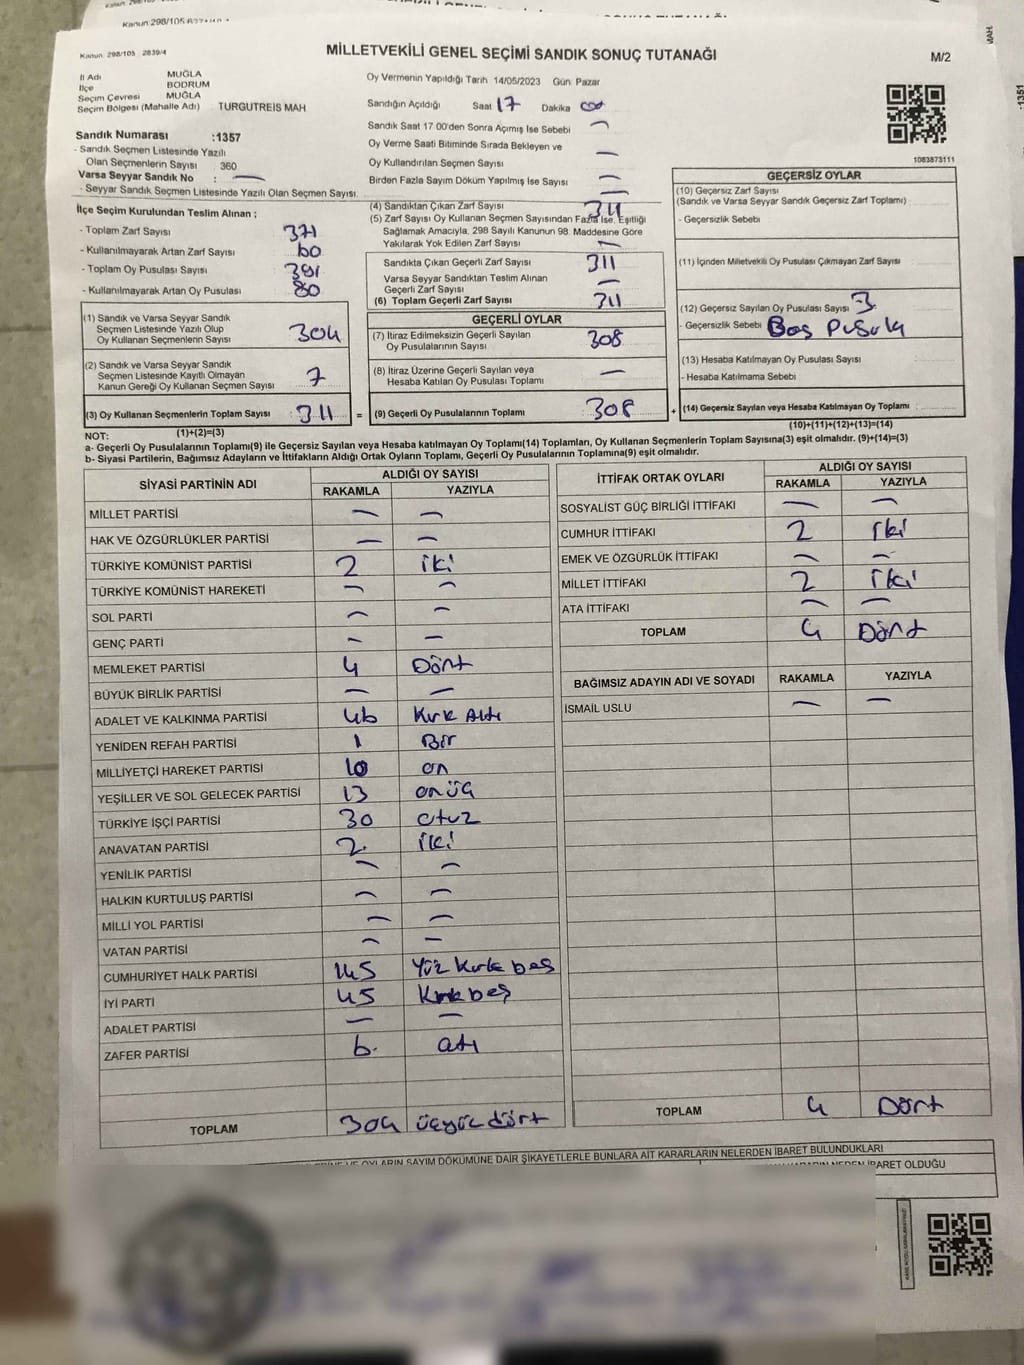 Kanun 298/105
Kanun 298/105 2839/4
MİLLETVEKİLİ GENEL SEÇİMİ SANDIK SONUÇ TUTANAĞI
M/2
İl Adı MUĞLA
İlçe BODRUM
Seçim Çevresi MUĞLA
Seçim Bölgesi (Mahalle Adı) TURGUTREİS MAH
Oy Vermenin Yapıldığı Tarih 14/05/2023 Gün Pazar
Sandığın Açıldığı Saat 17 Dakika
Sandık Saat 17 00'den Sonra Açımış İse Sebebi —
Oy Verme Saati Bitiminde Sırada Bekleyen ve
Oy Kullandırılan Seçmen Sayısı —
Birden Fazla Sayım Döküm Yapılmış İse Sayısı —
1083873111
Sandık Numarası :1357
- Sandık Seçmen Listesinde Yazılı
Olan Seçmenlerin Sayısı : 360
Varsa Seyyar Sandık No : —
- Seyyar Sandık Seçmen Listesinde Yazılı Olan Seçmen Sayısı. —
İlçe Seçim Kurulundan Teslim Alınan ;
- Toplam Zarf Sayısı 371
- Kullanılmayarak Artan Zarf Sayısı 60
- Toplam Oy Pusulası Sayısı 391
- Kullanılmayarak Artan Oy Pusulası 80
(1) Sandık ve Varsa Seyyar Sandık
Seçmen Listesinde Yazılı Olup
Oy Kullanan Seçmenlerin Sayısı 304
(2) Sandık ve Varsa Seyyar Sandık
Seçmen Listesinde Kayıtlı Olmayan
Kanun Gereği Oy Kullanan Seçmen Sayısı 7
(3) Oy Kullanan Seçmenlerin Toplam Sayısı : 311 =
(1)+(2)=(3)
(4) Sandıktan Çıkan Zarf Sayısı 311
(5) Zarf Sayısı Oy Kullanan Seçmen Sayısından Fazla İse, Eşitliği
Sağlamak Amacıyla, 298 Sayılı Kanunun 98. Maddesine Göre
Yakılarak Yok Edilen Zarf Sayısı —
Sandıkta Çıkan Geçerli Zarf Sayısı 311
Varsa Seyyar Sandıktan Teslim Alınan
Geçerli Zarf Sayısı —
(6) Toplam Geçerli Zarf Sayısı 311
GEÇERLİ OYLAR
(7) İtiraz Edilmeksizin Geçerli Sayılan
Oy Pusulalarının Sayısı 308
(8) İtiraz Üzerine Geçerli Sayılan veya
Hesaba Katılan Oy Pusulası Toplamı —
(9) Geçerli Oy Pusulalarının Toplamı 308 +
GEÇERSİZ OYLAR
(10) Geçersiz Zarf Sayısı
(Sandık ve Varsa Seyyar Sandık Geçersiz Zarf Toplamı)
- Geçersizlik Sebebi
(11) İçinden Milletvekili Oy Pusulası Çıkmayan Zarf Sayısı
(12) Geçersiz Sayılan Oy Pusulası Sayısı 3
- Geçersizlik Sebebi Boş Pusula
(13) Hesaba Katılmayan Oy Pusulası Sayısı
- Hesaba Katılmama Sebebi
(14) Geçersiz Sayılan veya Hesaba Katılmayan Oy Toplamı :
(10)+(11)+(12)+(13)=(14)
NOT:
a- Geçerli Oy Pusulalarının Toplamı(9) ile Geçersiz Sayılan veya Hesaba katılmayan Oy Toplamı(14) Toplamları, Oy Kullanan Seçmenlerin Toplam Sayısına(3) eşit olmalıdır. (9)+(14)=(3)
b- Siyasi Partilerin, Bağımsız Adayların ve İttifakların Aldığı Ortak Oyların Toplamı, Geçerli Oy Pusulalarının Toplamına(9) eşit olmalıdır.
SİYASİ PARTİNİN ADI ALDIĞI OY SAYISI
RAKAMLA YAZIYLA
MİLLET PARTİSİ — —
HAK VE ÖZGÜRLÜKLER PARTİSİ — —
TÜRKİYE KOMÜNİST PARTİSİ 2 iki
TÜRKİYE KOMÜNİST HAREKETİ — —
SOL PARTİ — —
GENÇ PARTİ — —
MEMLEKET PARTİSİ 4 Dört
BÜYÜK BİRLİK PARTİSİ — —
ADALET VE KALKINMA PARTİSİ 46 Kırk Altı
YENİDEN REFAH PARTİSİ 1 Bir
MİLLİYETÇİ HAREKET PARTİSİ 10 on
YEŞİLLER VE SOL GELECEK PARTİSİ 13 onüç
TÜRKİYE İŞÇİ PARTİSİ 30 otuz
ANAVATAN PARTİSİ 2 iki
YENİLİK PARTİSİ — —
HALKIN KURTULUŞ PARTİSİ — —
MİLLİ YOL PARTİSİ — —
VATAN PARTİSİ — —
CUMHURİYET HALK PARTİSİ 145 Yüz Kırk beş
İYİ PARTİ 45 Kırk beş
ADALET PARTİSİ — —
ZAFER PARTİSİ 6 altı
TOPLAM 304 üçyüz dört
İTTİFAK ORTAK OYLARI ALDIĞI OY SAYISI
RAKAMLA YAZIYLA
SOSYALİST GÜÇ BİRLİĞİ İTTİFAKI — —
CUMHUR İTTİFAKI 2 iki
EMEK VE ÖZGÜRLÜK İTTİFAKI — —
MİLLET İTTİFAKI 2 iki
ATA İTTİFAKI — —
TOPLAM 4 Dört
BAĞIMSIZ ADAYIN ADI VE SOYADI RAKAMLA YAZIYLA
İSMAİL USLU — —
TOPLAM 4 Dört
VE OYLARIN SAYIM DÖKÜMÜNE DAİR ŞİKAYETLERLE BUNLARA AİT KARARLARIN NELERDEN İBARET BULUNDUKLARI
NEDEN İBARET OLDUĞU
MAH.
:1351